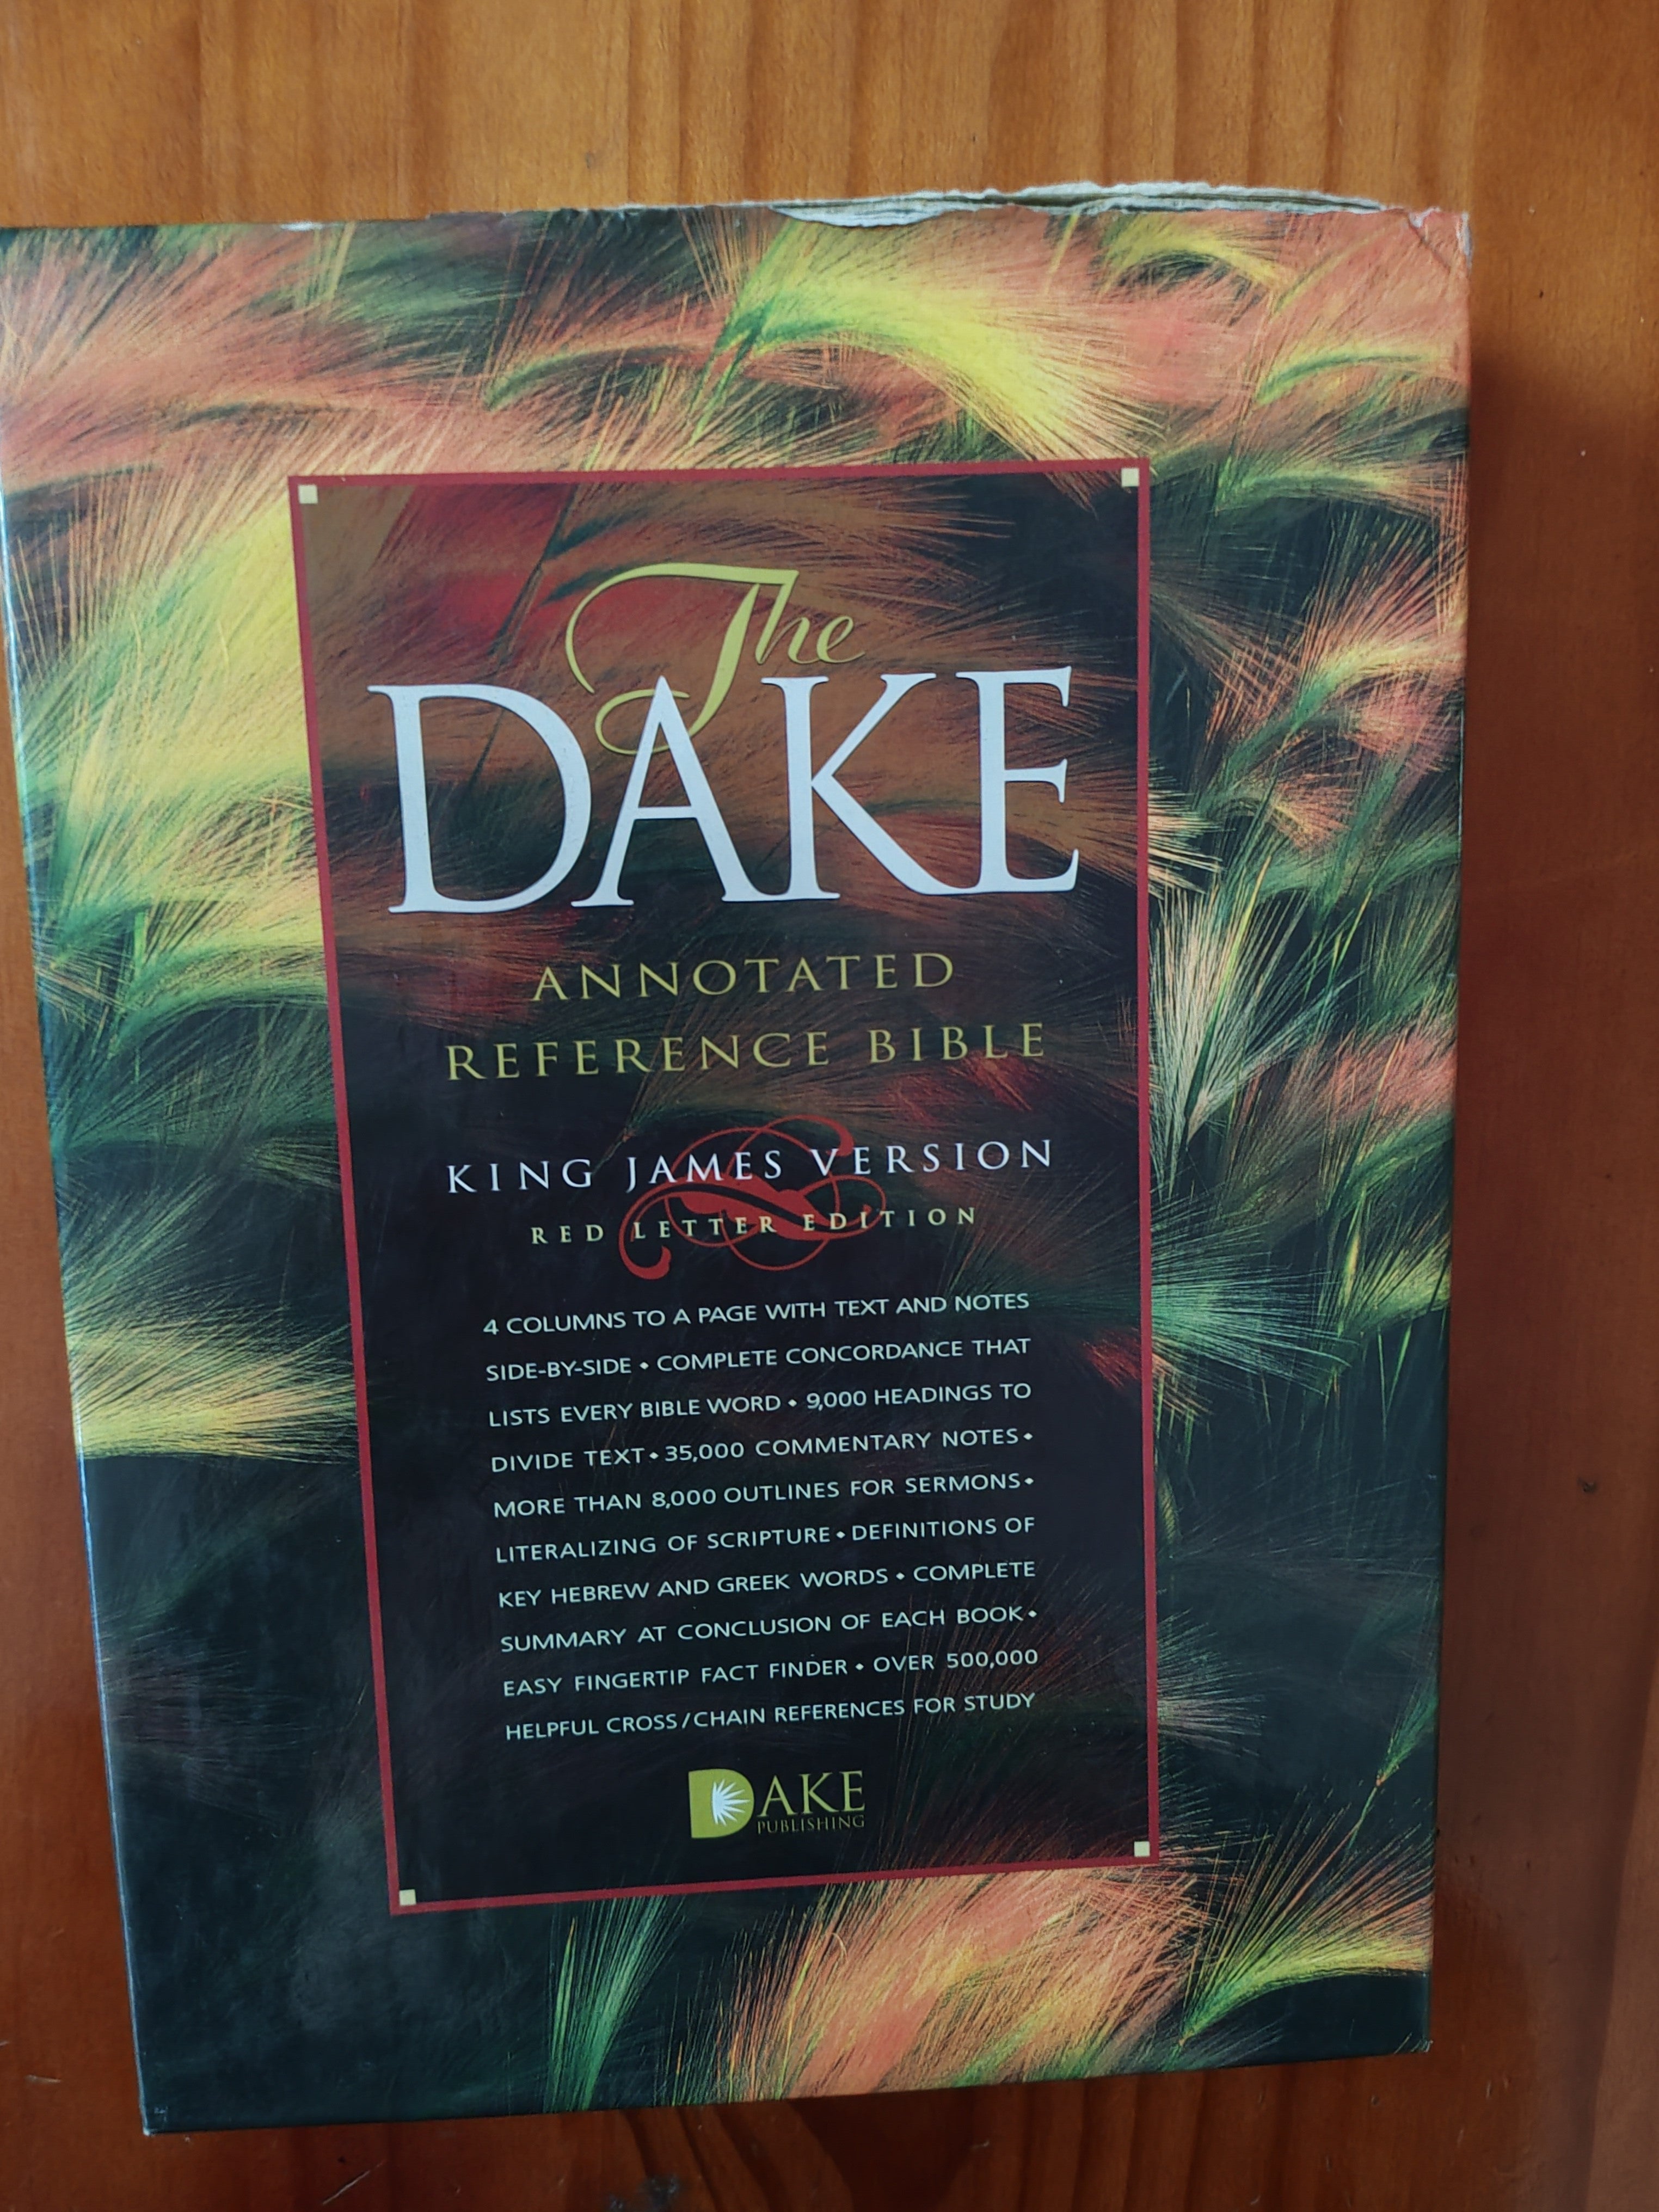 The
DAKE
ANNOTATED
REFERENCE BIBLE
KING JAMES VERSION
RED LETTER EDITION
4 COLUMNS TO A PAGE WITH TEXT AND NOTES
SIDE-BY-SIDE • COMPLETE CONCORDANCE THAT
LISTS EVERY BIBLE WORD • 9,000 HEADINGS TO
DIVIDE TEXT • 35,000 COMMENTARY NOTES •
MORE THAN 8,000 OUTLINES FOR SERMONS •
LITERALIZING OF SCRIPTURE • DEFINITIONS OF
KEY HEBREW AND GREEK WORDS • COMPLETE
SUMMARY AT CONCLUSION OF EACH BOOK •
EASY FINGERTIP FACT FINDER • OVER 500,000
HELPFUL CROSS/CHAIN REFERENCES FOR STUDY
DAKE
PUBLISHING